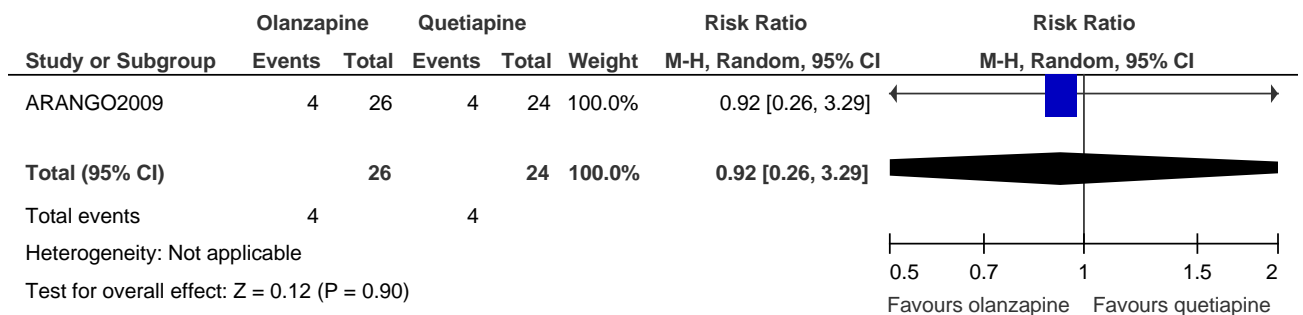 Olanzapine Quetiapine Risk Ratio Risk Ratio
Study or Subgroup Events Total Events Total Weight M-H, Random, 95% CI M-H, Random, 95% CI
ARANGO2009 4 26 4 24 100.0% 0.92 [0.26, 3.29]
Total (95% CI) 26 24 100.0% 0.92 [0.26, 3.29]
Total events 4 4
Heterogeneity: Not applicable
Test for overall effect: Z = 0.12 (P = 0.90)
0.5 0.7 1 1.5 2
Favours olanzapine Favours quetiapine